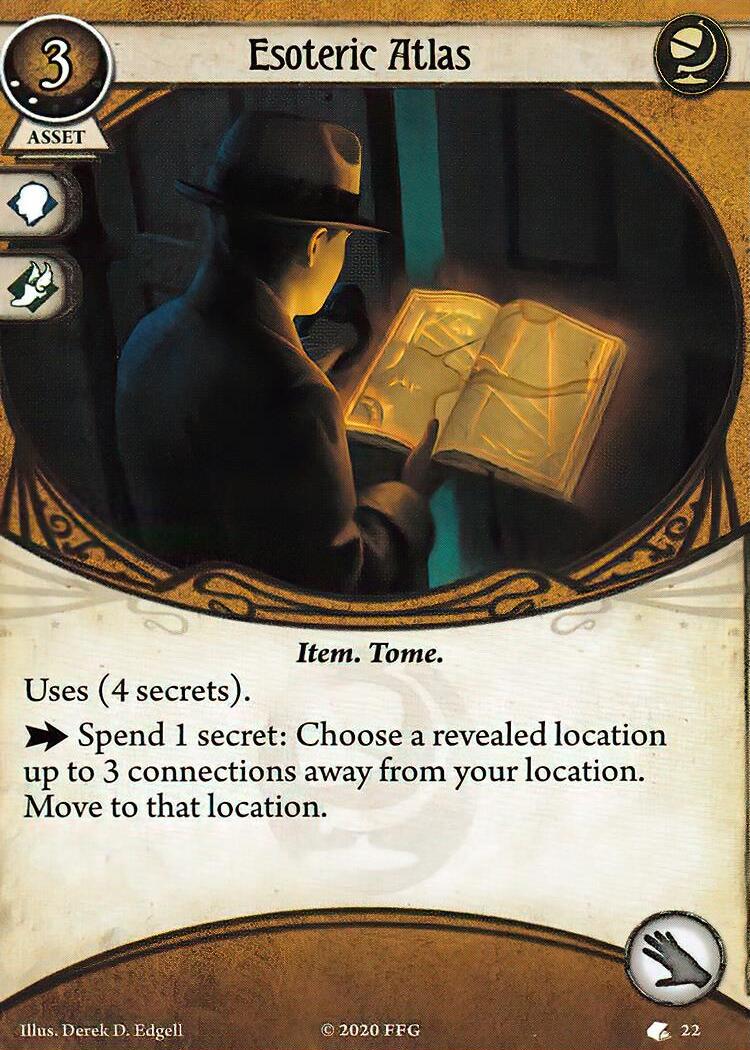 3
Esoteric Atlas
ASSET
Item. Tome.
Uses (4 secrets).
Spend 1 secret: Choose a revealed location
up to 3 connections away from your location.
Move to that location.
Illus. Derek D. Edgell
© 2020 FFG
22